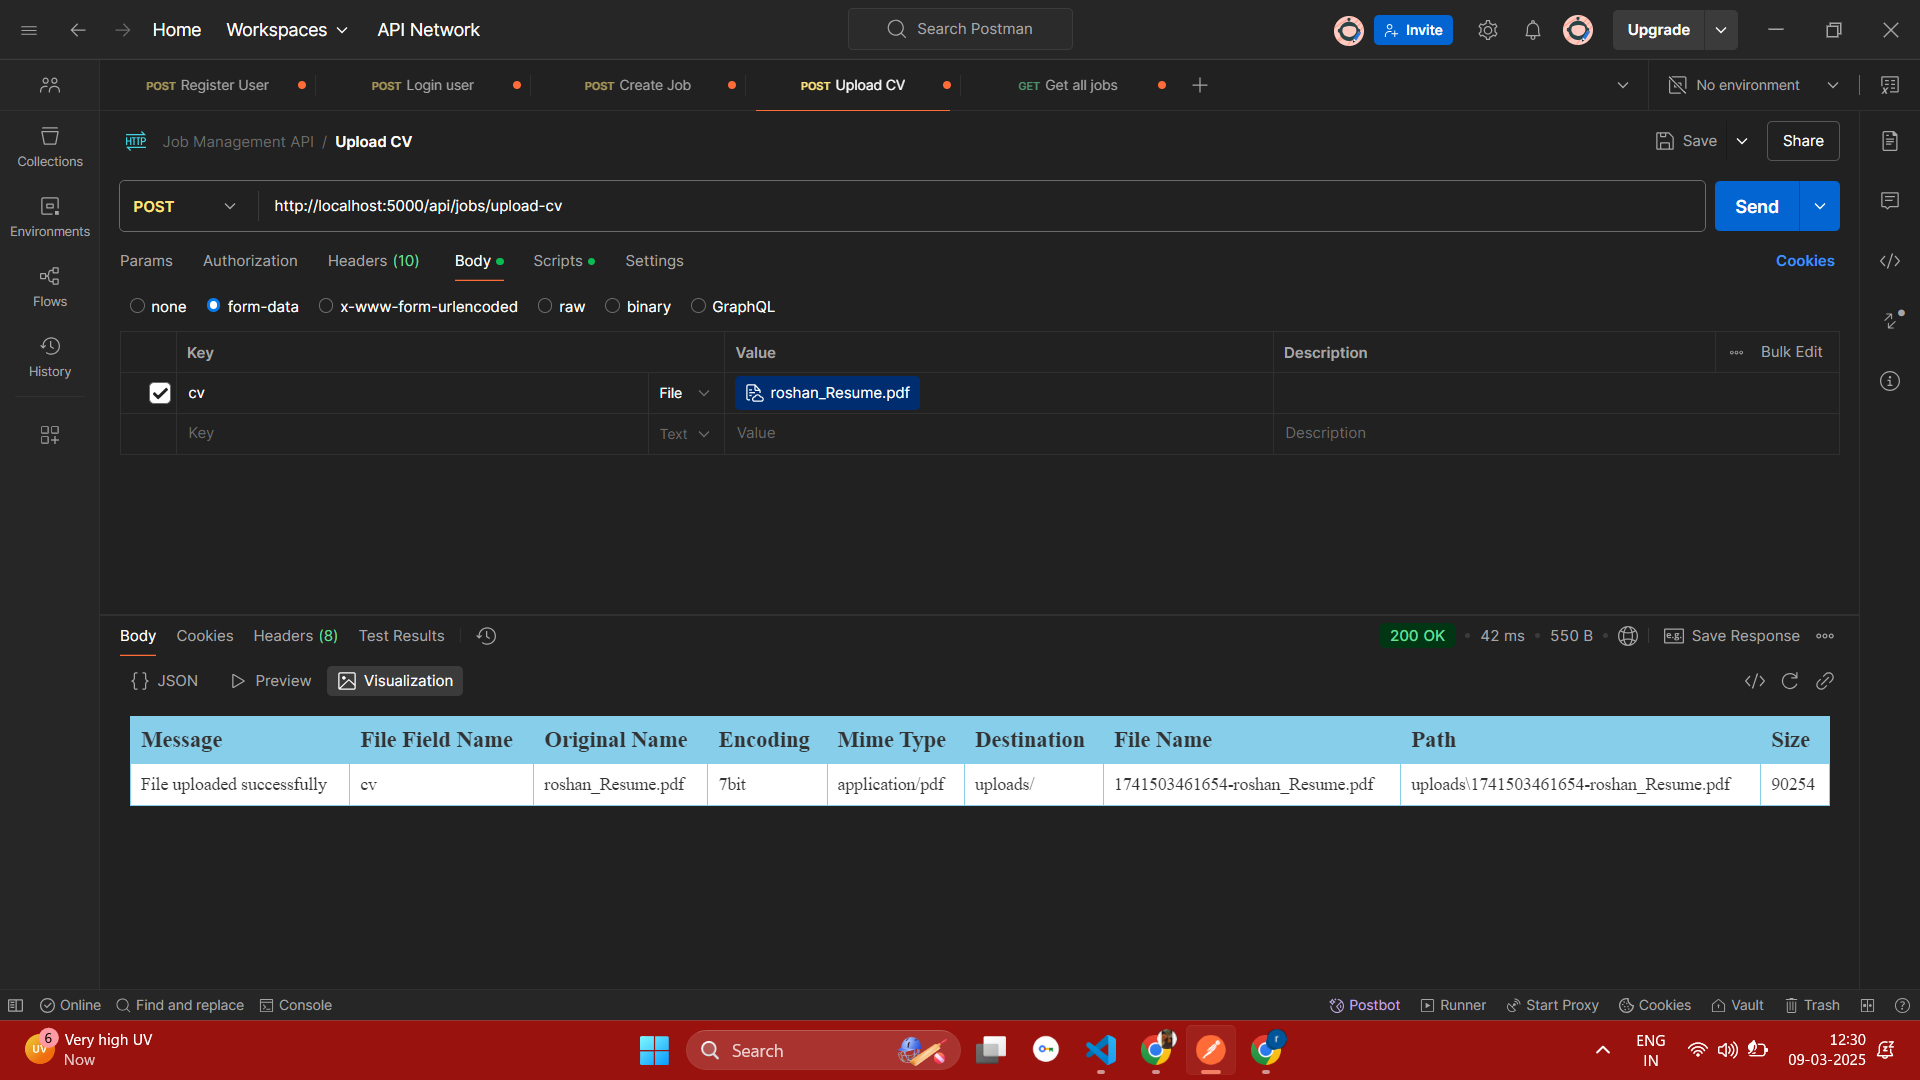 Home Workspaces API Network Search Postman Invite Upgrade
POST Register User POST Login user POST Create Job POST Upload CV GET Get all jobs No environment
HTTP Job Management API / Upload CV Save Share
Collections
POST http://localhost:5000/api/jobs/upload-cv Send
Environments
Params Authorization Headers (10) Body Scripts Settings Cookies
Flows
none form-data x-www-form-urlencoded raw binary GraphQL
History
Key Value Description Bulk Edit
cv File roshan_Resume.pdf
Key Text Value Description
Body Cookies Headers (8) Test Results 200 OK 42 ms 550 B e.g. Save Response
{} JSON Preview Visualization
Message File Field Name Original Name Encoding Mime Type Destination File Name Path Size
File uploaded successfully cv roshan_Resume.pdf 7bit application/pdf uploads/ 1741503461654-roshan_Resume.pdf uploads\1741503461654-roshan_Resume.pdf 90254
Online Find and replace Console Postbot Runner Start Proxy Cookies Vault Trash
UV 6 Very high UV
Now
Search
r
ENG
IN
12:30
09-03-2025